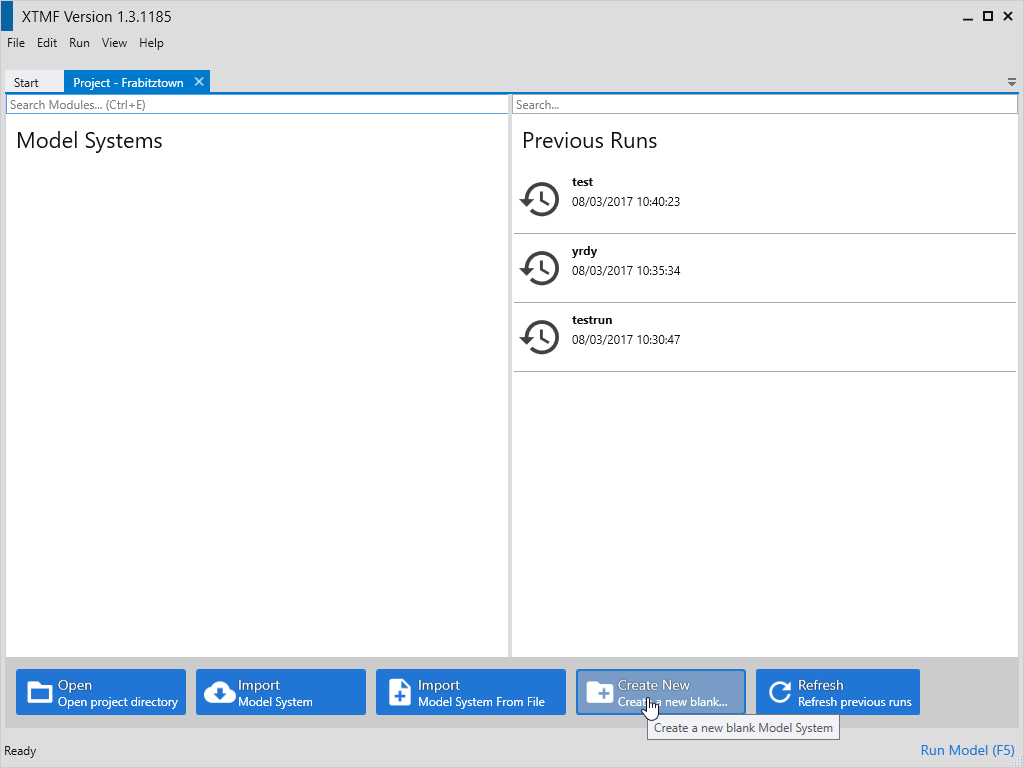 XTMF Version 1.3.1185
File Edit Run View Help
Start Project - Frabitztown
Search Modules... (Ctrl+E)
Search...
Model Systems
Previous Runs
test
08/03/2017 10:40:23
yrdy
08/03/2017 10:35:34
testrun
08/03/2017 10:30:47
Open
Open project directory
Import
Model System
Import
Model System From File
Create New
Create a new blank...
Refresh
Refresh previous runs
Create a new blank Model System
Ready
Run Model (F5)